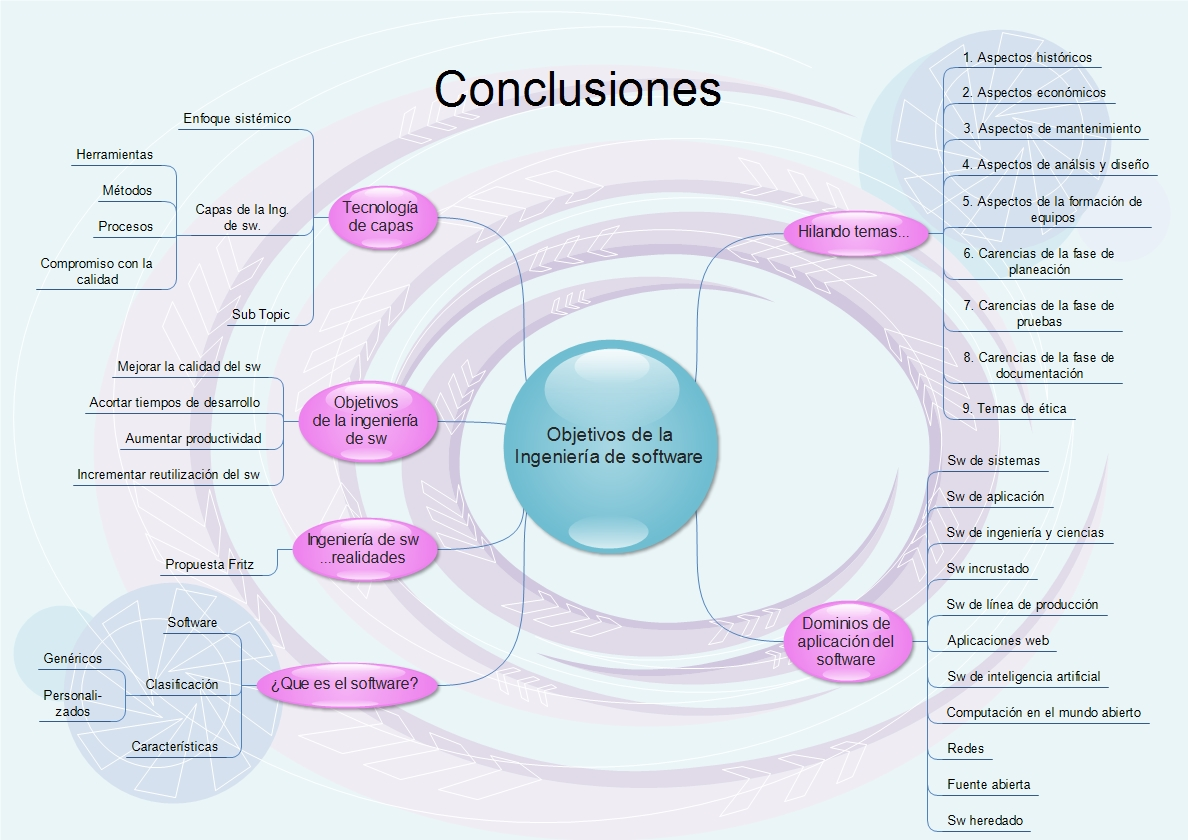 Conclusiones
Objetivos de la
Ingeniería de software
Tecnología
de capas
Enfoque sistémico
Capas de la Ing.
de sw.
Herramientas
Métodos
Procesos
Compromiso con la
calidad
Sub Topic
Objetivos
de la ingeniería
de sw
Mejorar la calidad del sw
Acortar tiempos de desarrollo
Aumentar productividad
Incrementar reutilización del sw
Ingeniería de sw
...realidades
Propuesta Fritz
¿Que es el software?
Software
Clasificación
Genéricos
Personali-
zados
Características
Hilando temas...
1. Aspectos históricos
2. Aspectos económicos
3. Aspectos de mantenimiento
4. Aspectos de análsis y diseño
5. Aspectos de la formación de
equipos
6. Carencias de la fase de
planeación
7. Carencias de la fase de
pruebas
8. Carencias de la fase de
documentación
9. Temas de ética
Dominios de
aplicación del
software
Sw de sistemas
Sw de aplicación
Sw de ingeniería y ciencias
Sw incrustado
Sw de línea de producción
Aplicaciones web
Sw de inteligencia artificial
Computación en el mundo abierto
Redes
Fuente abierta
Sw heredado